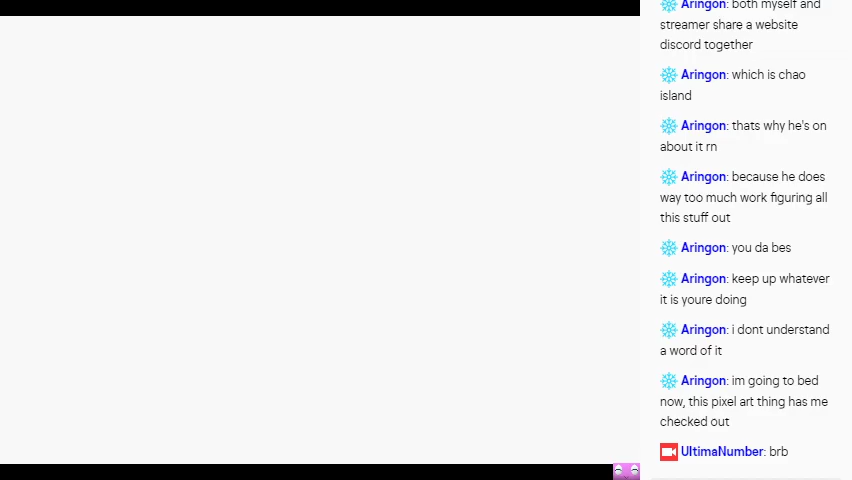 Aringon: both myself and
streamer share a website
discord together
Aringon: which is chao
island
Aringon: thats why he's on
about it rn
Aringon: because he does
way too much work figuring all
this stuff out
Aringon: you da bes
Aringon: keep up whatever
it is youre doing
Aringon: i dont understand
a word of it
Aringon: im going to bed
now, this pixel art thing has me
checked out
UltimaNumber: brb